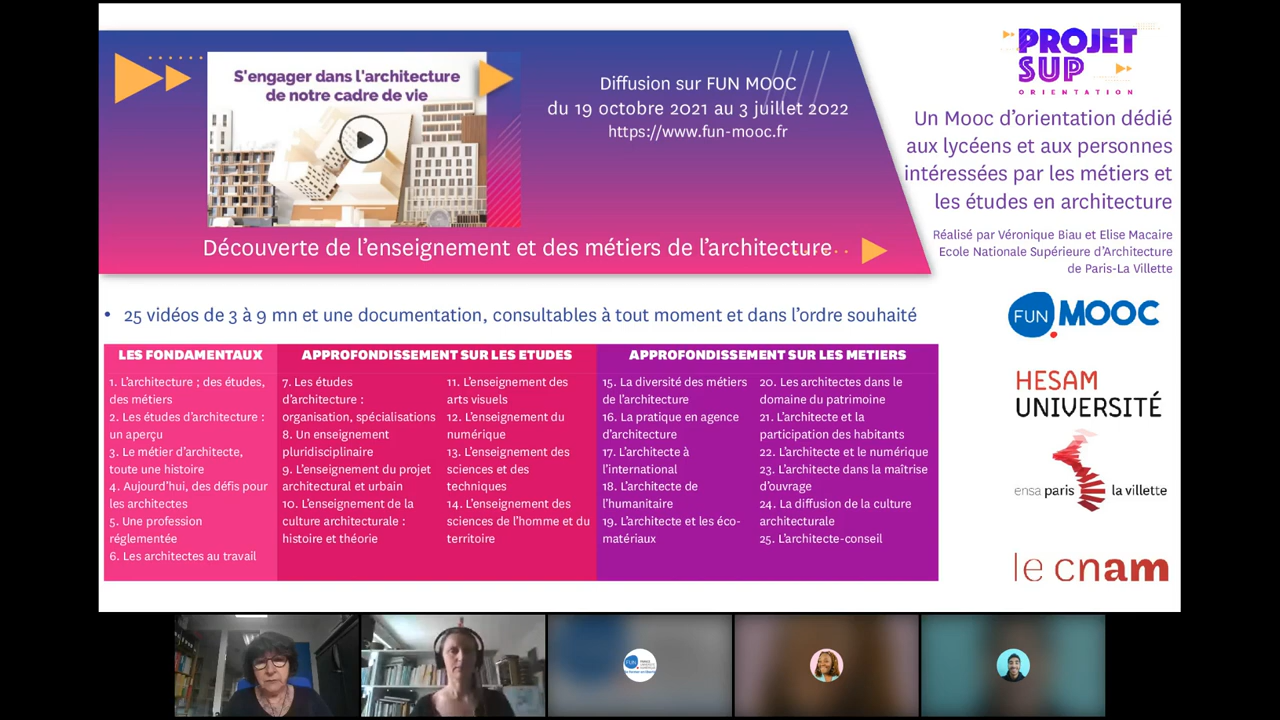 S'engager dans l'architecture
de notre cadre de vie
Diffusion sur FUN MOOC
du 19 octobre 2021 au 3 juillet 2022
https://www.fun-mooc.fr
Découverte de l'enseignement et des métiers de l'architecture
PROJET
SUP
ORIENTATION
Un Mooc d'orientation dédié
aux lycéens et aux personnes
intéressées par les métiers et
les études en architecture
Réalisé par Véronique Biau et Elise Macaire
Ecole Nationale Supérieure d'Architecture
de Paris-La Villette
• 25 vidéos de 3 à 9 mn et une documentation, consultables à tout moment et dans l'ordre souhaité
LES FONDAMENTAUX
1. L'architecture ; des études,
des métiers
2. Les études d'architecture :
un aperçu
3. Le métier d'architecte,
toute une histoire
4. Aujourd'hui, des défis pour
les architectes
5. Une profession
réglementée
6. Les architectes au travail
APPROFONDISSEMENT SUR LES ETUDES
7. Les études
d'architecture :
organisation, spécialisations
8. Un enseignement
pluridisciplinaire
9. L'enseignement du projet
architectural et urbain
10. L'enseignement de la
culture architecturale :
histoire et théorie
11. L'enseignement des
arts visuels
12. L'enseignement du
numérique
13. L'enseignement des
sciences et des
techniques
14. L'enseignement des
sciences de l'homme et du
territoire
APPROFONDISSEMENT SUR LES METIERS
15. La diversité des métiers
de l'architecture
16. La pratique en agence
d'architecture
17. L'architecte à
l'international
18. L'architecte de
l'humanitaire
19. L'architecte et les éco-
matériaux
20. Les architectes dans le
domaine du patrimoine
21. L'architecte et la
participation des habitants
22. L'architecte et le numérique
23. L'architecte dans la maîtrise
d'ouvrage
24. La diffusion de la culture
architecturale
25. L'architecte-conseil
FUN MOOC
HESAM
UNIVERSITÉ
ensa paris la villette
le cnam
FUN